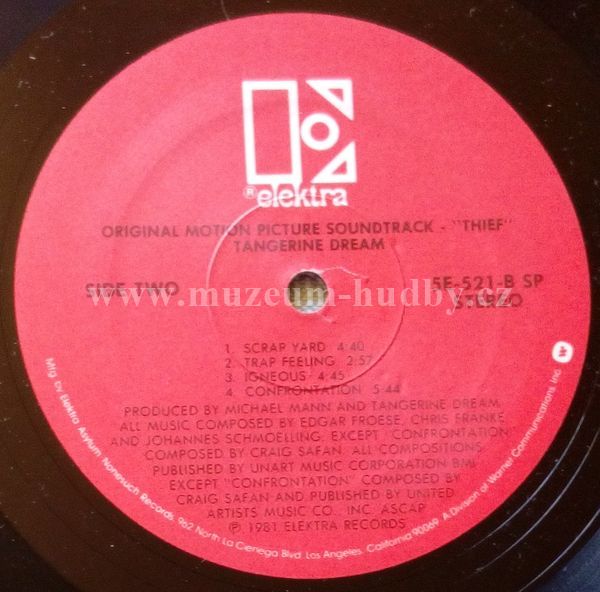 ® elektra
ORIGINAL MOTION PICTURE SOUNDTRACK - "THIEF"
TANGERINE DREAM
SIDE TWO
5E-521-B SP
STEREO
www.muzeum-hudby.cz
1. SCRAP YARD 4:40
2. TRAP FEELING 2:57
3. IGNEOUS 4:45
4. CONFRONTATION 5:44
PRODUCED BY MICHAEL MANN AND TANGERINE DREAM
ALL MUSIC COMPOSED BY EDGAR FROESE, CHRIS FRANKE
AND JOHANNES SCHMOELLING, EXCEPT "CONFRONTATION"
COMPOSED BY CRAIG SAFAN. ALL COMPOSITIONS
PUBLISHED BY UNART MUSIC CORPORATION BMI
EXCEPT "CONFRONTATION" COMPOSED BY
CRAIG SAFAN AND PUBLISHED BY UNITED
ARTISTS MUSIC CO., INC. ASCAP
℗ 1981 ELEKTRA RECORDS
Mfg. by Elektra/Asylum/Nonesuch Records, 962 North La Cienega Blvd., Los Angeles, California 90069. A Division of Warner Communications, Inc. W